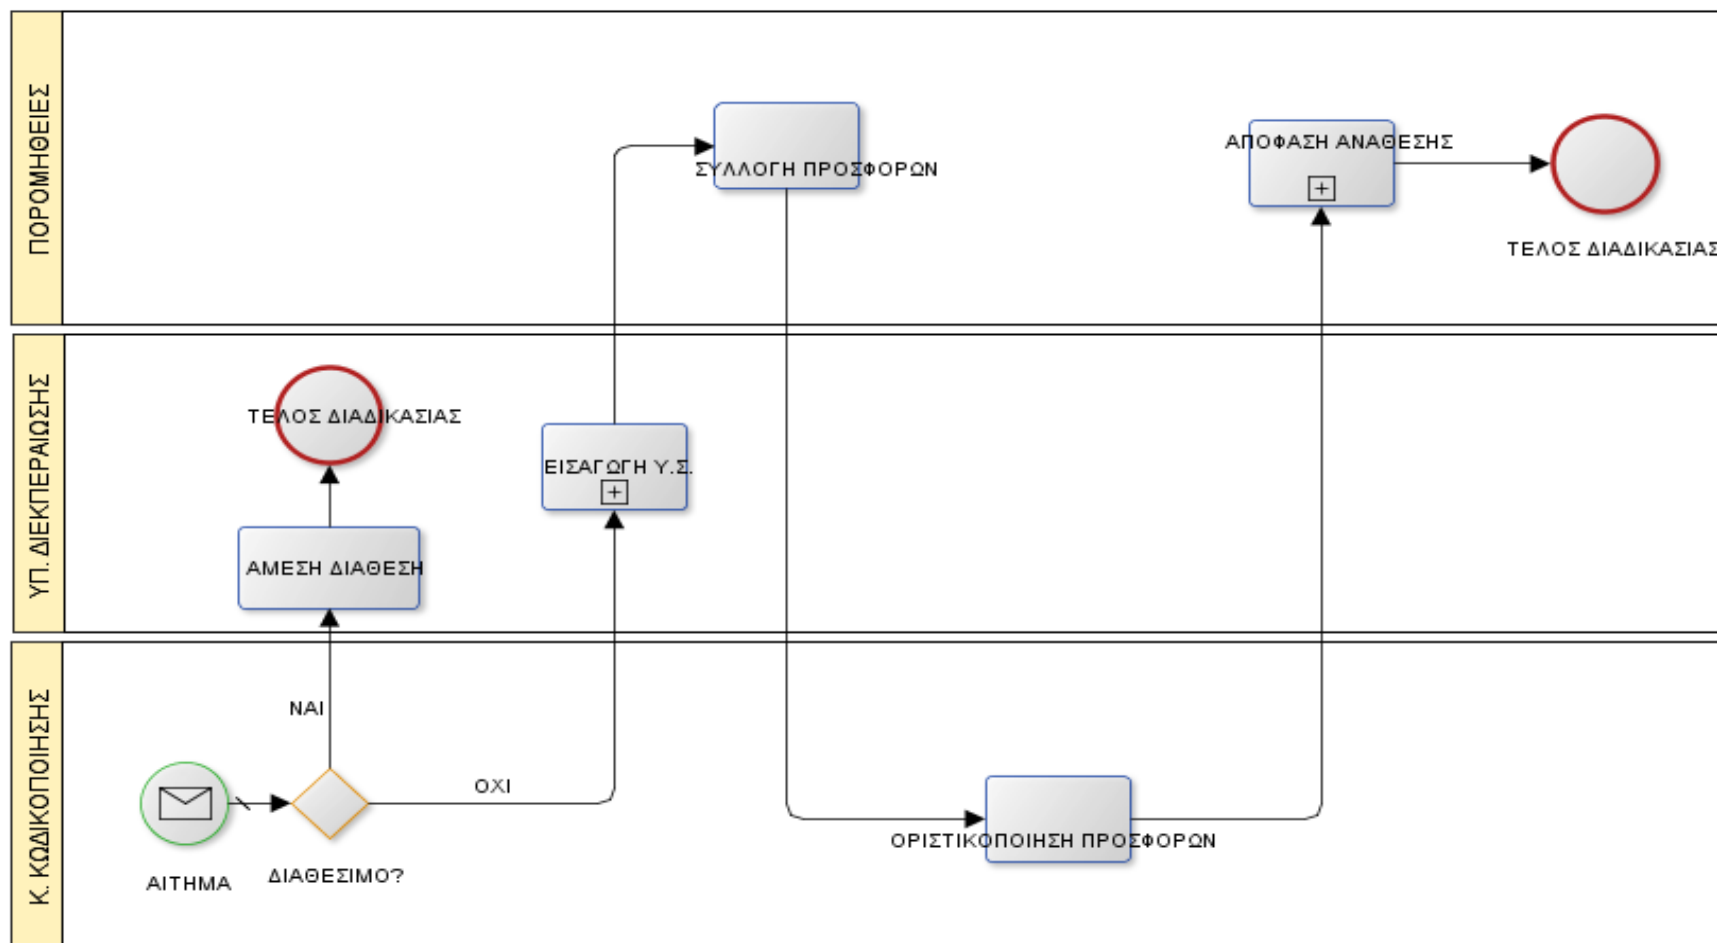 ΠΟΡΟΜΗΘΕΙΕΣ
ΣΥΛΛΟΓΗ ΠΡΟΣΦΟΡΩΝ
ΑΠΟΦΑΣΗ ΑΝΑΘΕΣΗΣ
ΤΕΛΟΣ ΔΙΑΔΙΚΑΣΙΑΣ
ΥΠ. ΔΙΕΚΠΕΡΑΙΩΣΗΣ
ΤΕΛΟΣ ΔΙΑΔΙΚΑΣΙΑΣ
ΕΙΣΑΓΩΓΗ Υ.Σ.
ΑΜΕΣΗ ΔΙΑΘΕΣΗ
Κ. ΚΩΔΙΚΟΠΟΙΗΣΗΣ
ΝΑΙ
ΟΧΙ
ΟΡΙΣΤΙΚΟΠΟΙΗΣΗ ΠΡΟΣΦΟΡΩΝ
ΑΙΤΗΜΑ
ΔΙΑΘΕΣΙΜΟ?